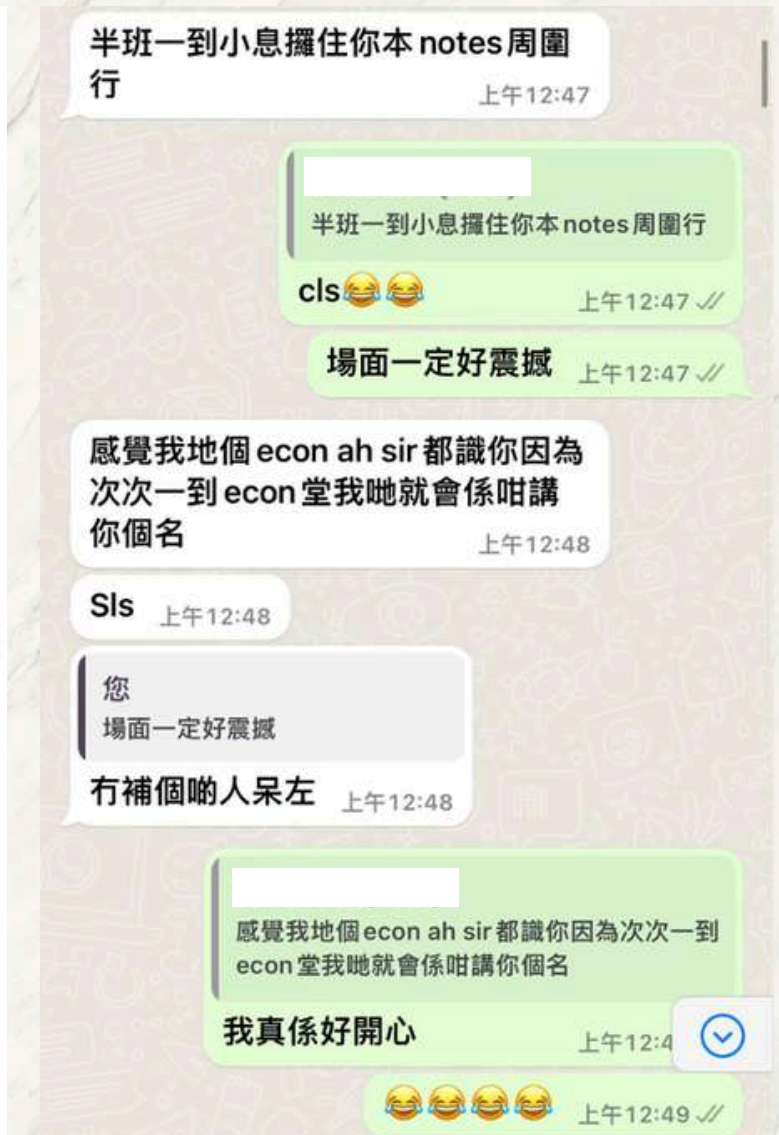 半班一到小息攞住你本notes周圍
行
上午12:47
半班一到小息攞住你本notes周圍行
cls😂😂
上午12:47
場面一定好震撼
上午12:47
感覺我地個econ ah sir都識你因為
次次一到econ堂我哋就會係咁講
你個名
上午12:48
Sls
上午12:48
您
場面一定好震撼
冇補個啲人呆左
上午12:48
感覺我地個econ ah sir都識你因為次次一到
econ堂我哋就會係咁講你個名
我真係好開心
上午12:4
😂😂😂😂
上午12:49